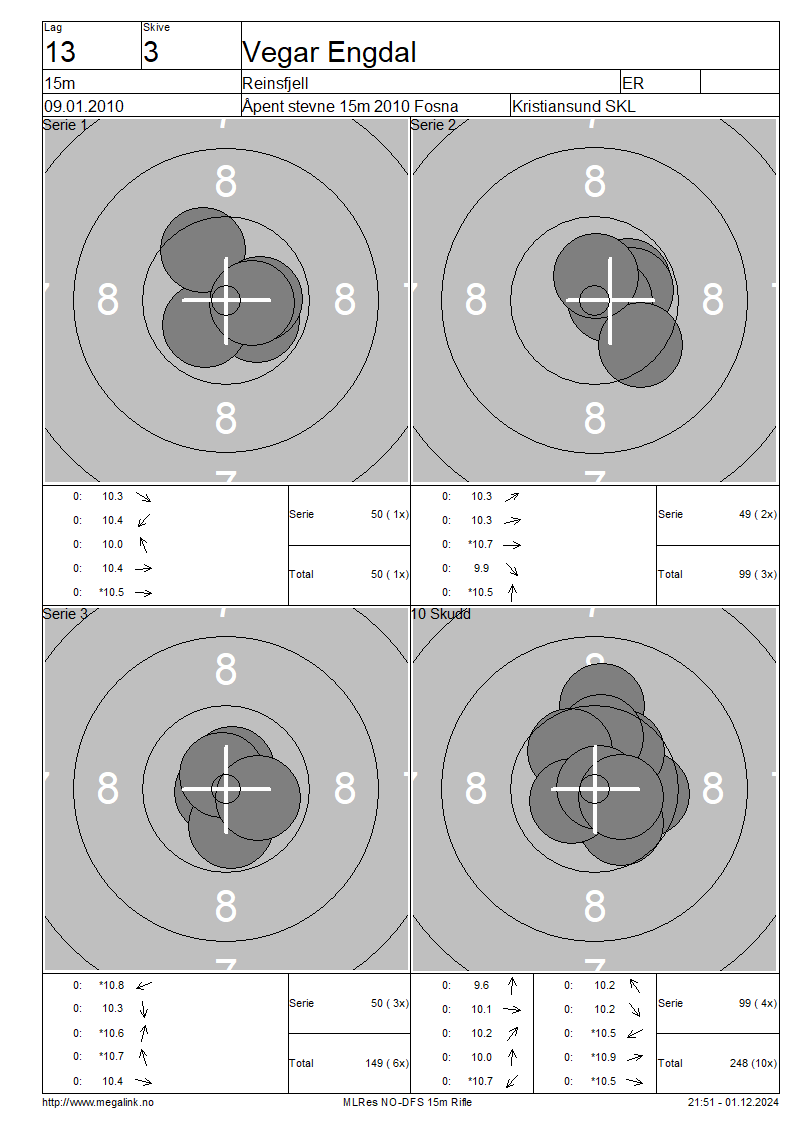 Lag
Skive
13
3
Vegar Engdal
15m
Reinsfjell
ER
09.01.2010
Åpent stevne 15m 2010 Fosna
Kristiansund SKL
Serie 1
7
8
7 8 8
8
7
Serie 2
7
8
8 8 7
8
7
0: 10.3
0: 10.4
0: 10.0
0: 10.4
0: *10.5
Serie 50 ( 1x)
Total 50 ( 1x)
0: 10.3
0: 10.3
0: *10.7
0: 9.9
0: *10.5
Serie 49 ( 2x)
Total 99 ( 3x)
Serie 3
7
8
7 8 8
8
7
10 Skudd
7
8
8 8 7
8
7
0: *10.8
0: 10.3
0: *10.6
0: *10.7
0: 10.4
Serie 50 ( 3x)
Total 149 ( 6x)
0: 9.6
0: 10.1
0: 10.2
0: 10.0
0: *10.7
0: 10.2
0: 10.2
0: *10.5
0: *10.9
0: *10.5
Serie 99 ( 4x)
Total 248 (10x)
http://www.megalink.no
MLRes NO-DFS 15m Rifle
21:51 - 01.12.2024